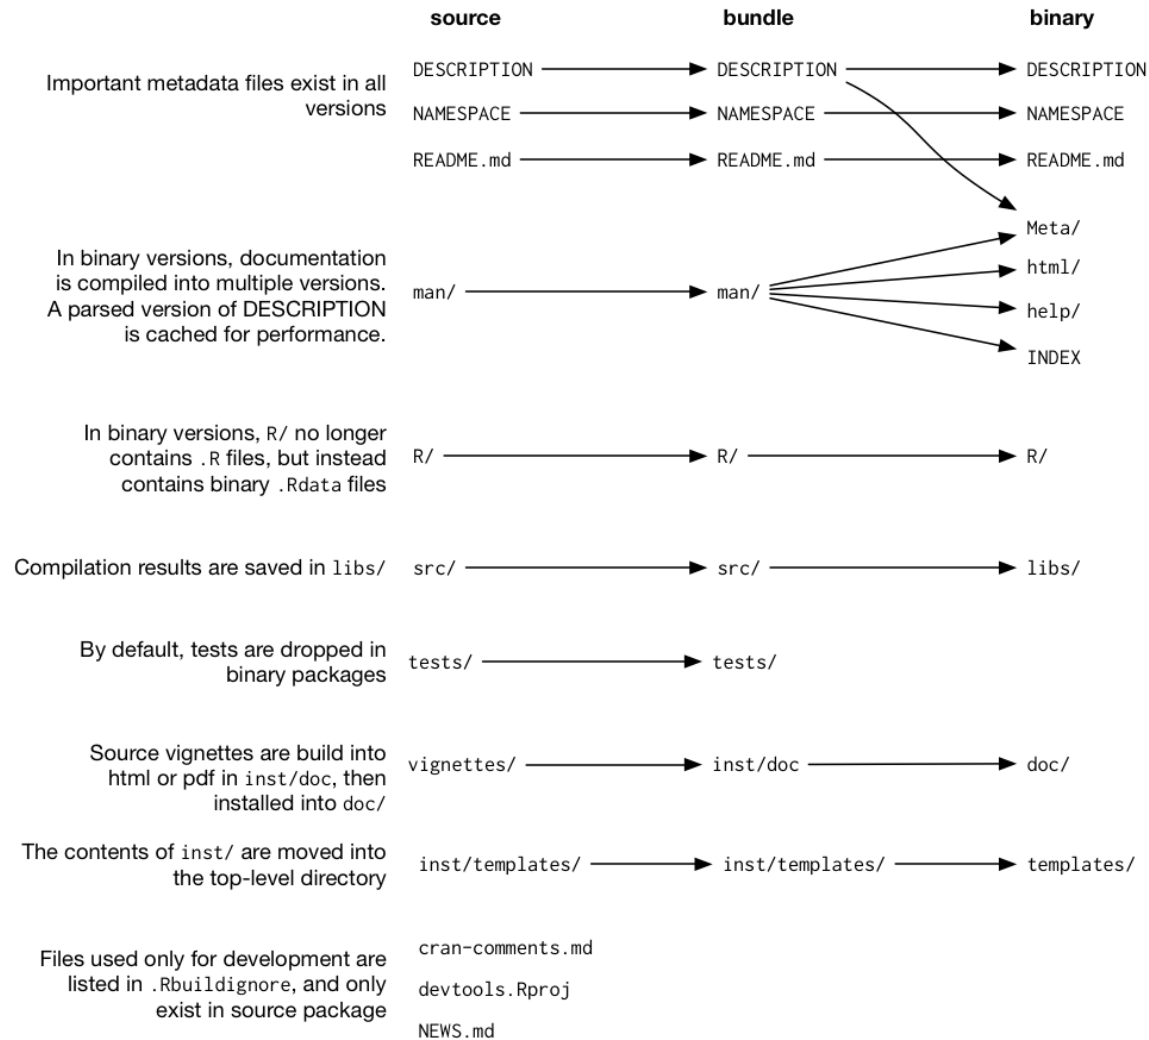 source bundle binary
Important metadata files exist in all
versions
DESCRIPTION DESCRIPTION DESCRIPTION
NAMESPACE NAMESPACE NAMESPACE
README.md README.md README.md
In binary versions, documentation
is compiled into multiple versions.
A parsed version of DESCRIPTION
is cached for performance.
man/ man/
Meta/
html/
help/
INDEX
In binary versions, R/ no longer
contains .R files, but instead
contains binary .Rdata files
R/ R/ R/
Compilation results are saved in libs/
src/ src/ libs/
By default, tests are dropped in
binary packages
tests/ tests/
Source vignettes are build into
html or pdf in inst/doc, then
installed into doc/
vignettes/ inst/doc doc/
The contents of inst/ are moved into
the top-level directory
inst/templates/ inst/templates/ templates/
Files used only for development are
listed in .Rbuildignore, and only
exist in source package
cran-comments.md
devtools.Rproj
NEWS.md